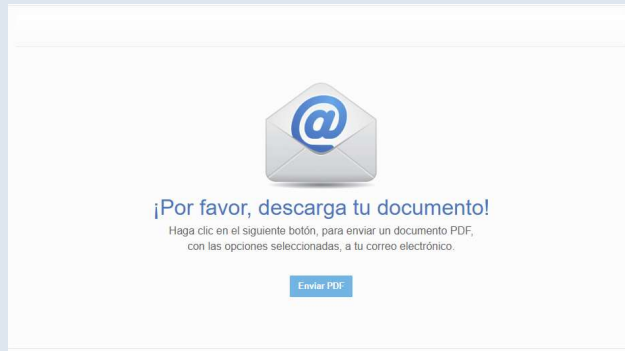 @
¡Por favor, descarga tu documento!
Haga clic en el siguiente botón, para enviar un documento PDF,
con las opciones seleccionadas, a tu correo electrónico.
Enviar PDF